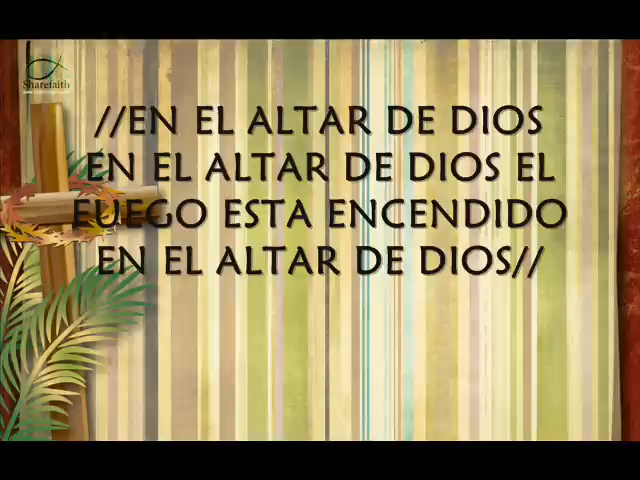 Sharefaith
//EN EL ALTAR DE DIOS
EN EL ALTAR DE DIOS EL
FUEGO ESTA ENCENDIDO
EN EL ALTAR DE DIOS//